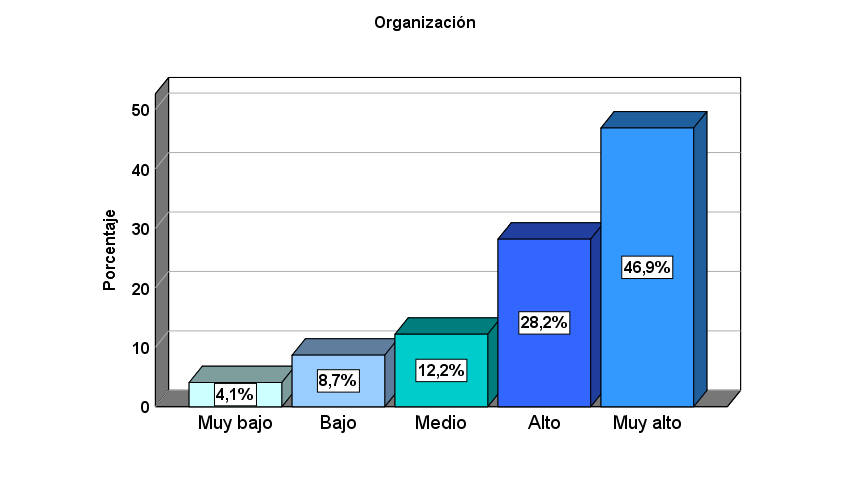 Organización
Porcentaje
50
40
30
20
10
0
4,1%
8,7%
12,2%
28,2%
46,9%
Muy bajo
Bajo
Medio
Alto
Muy alto